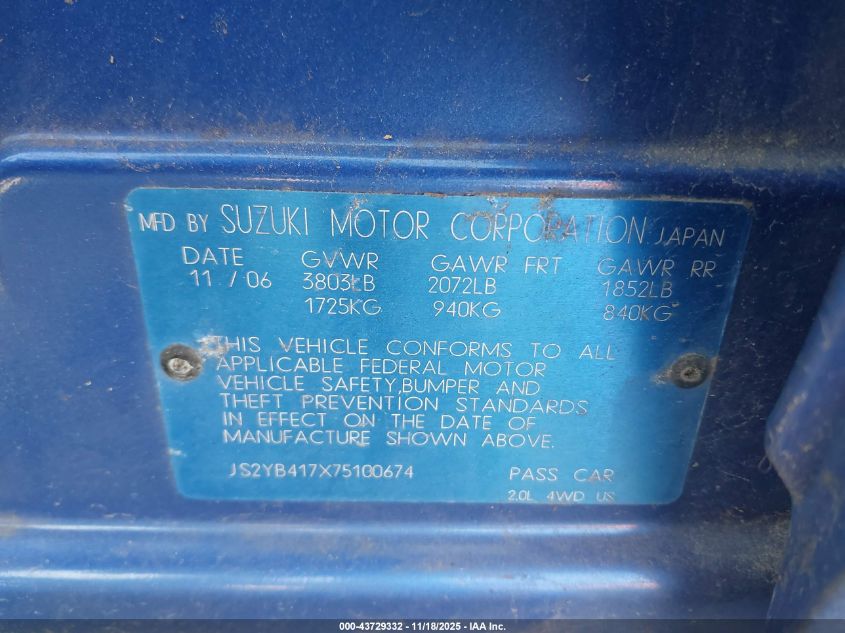 MFD BY SUZUKI MOTOR CORPORATION JAPAN
DATE GVWR GAWR FRT GAWR RR
11 / 06 3803LB 2072LB 1852LB
1725KG 940KG 840KG
THIS VEHICLE CONFORMS TO ALL
APPLICABLE FEDERAL MOTOR
VEHICLE SAFETY,BUMPER AND
THEFT PREVENTION STANDARDS
IN EFFECT ON THE DATE OF
MANUFACTURE SHOWN ABOVE.
JS2YB417X75100674 PASS CAR
2.0L 4WD US
000-43729332 - 11/18/2025 - IAA Inc.